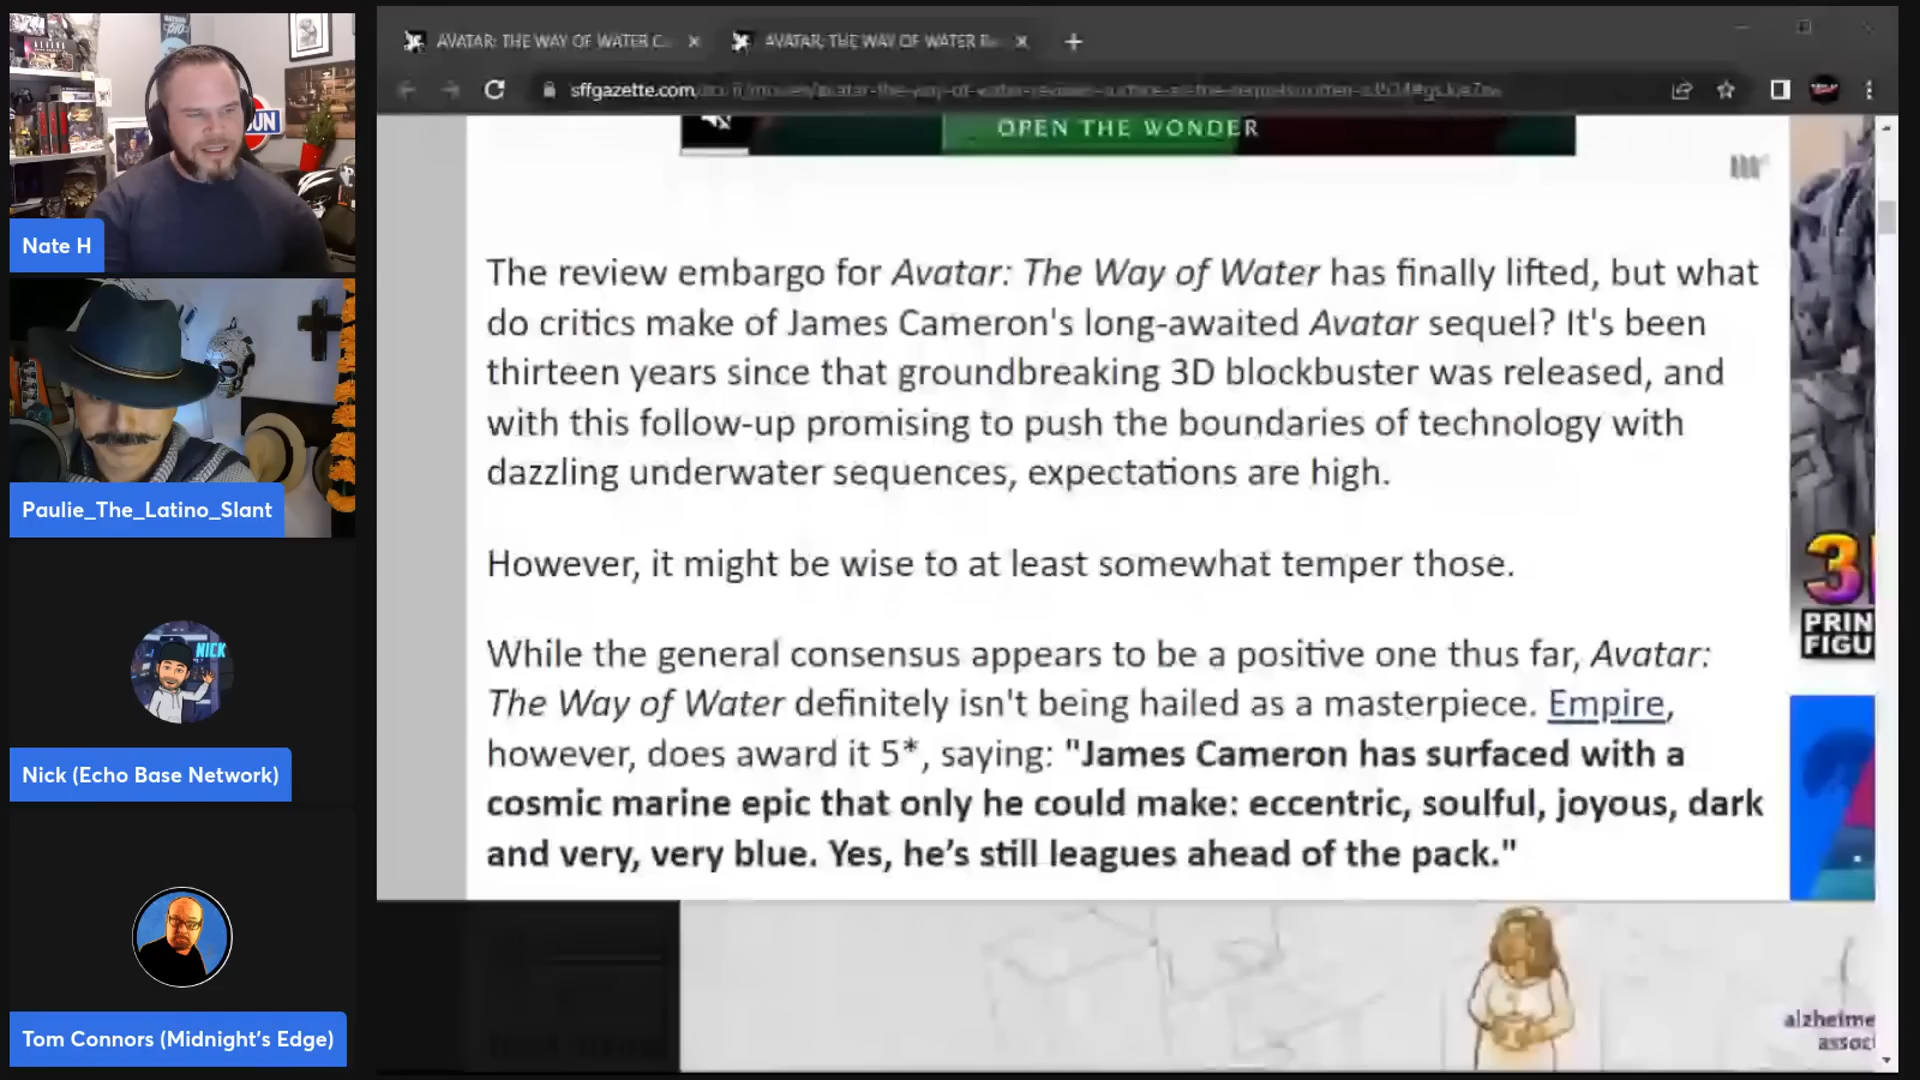 AVATAR: THE WAY OF WATER C
AVATAR: THE WAY OF WATER R
sffgazette.com
OPEN THE WONDER
The review embargo for Avatar: The Way of Water has finally lifted, but what
do critics make of James Cameron's long-awaited Avatar sequel? It's been
thirteen years since that groundbreaking 3D blockbuster was released, and
with this follow-up promising to push the boundaries of technology with
dazzling underwater sequences, expectations are high.
However, it might be wise to at least somewhat temper those.
While the general consensus appears to be a positive one thus far, Avatar:
The Way of Water definitely isn't being hailed as a masterpiece. Empire,
however, does award it 5*, saying: "James Cameron has surfaced with a
cosmic marine epic that only he could make: eccentric, soulful, joyous, dark
and very, very blue. Yes, he's still leagues ahead of the pack."
PRIN
FIGU
alzheime
associ
Nate H
Paulie_The_Latino_Slant
NICK
Nick (Echo Base Network)
Tom Connors (Midnight's Edge)